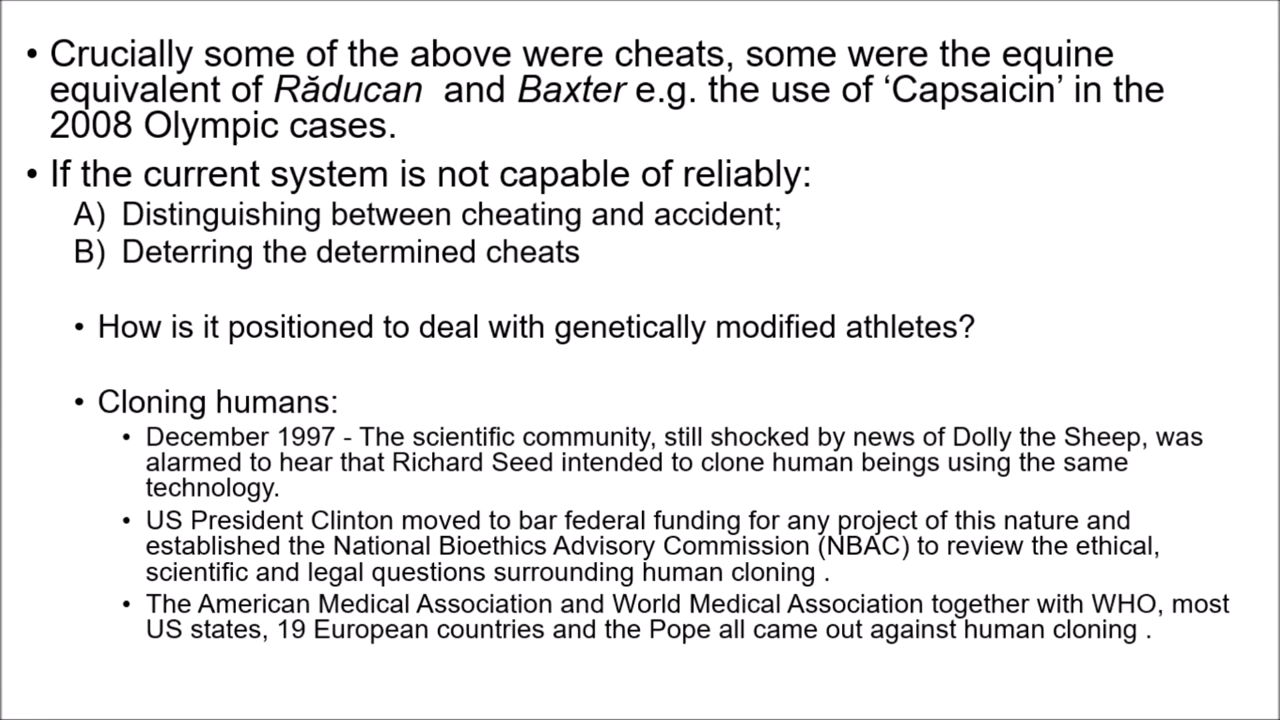 • Crucially some of the above were cheats, some were the equine
equivalent of Răducan and Baxter e.g. the use of ‘Capsaicin’ in the
2008 Olympic cases.
• If the current system is not capable of reliably:
A) Distinguishing between cheating and accident;
B) Deterring the determined cheats
• How is it positioned to deal with genetically modified athletes?
• Cloning humans:
• December 1997 - The scientific community, still shocked by news of Dolly the Sheep, was
alarmed to hear that Richard Seed intended to clone human beings using the same
technology.
• US President Clinton moved to bar federal funding for any project of this nature and
established the National Bioethics Advisory Commission (NBAC) to review the ethical,
scientific and legal questions surrounding human cloning .
• The American Medical Association and World Medical Association together with WHO, most
US states, 19 European countries and the Pope all came out against human cloning .